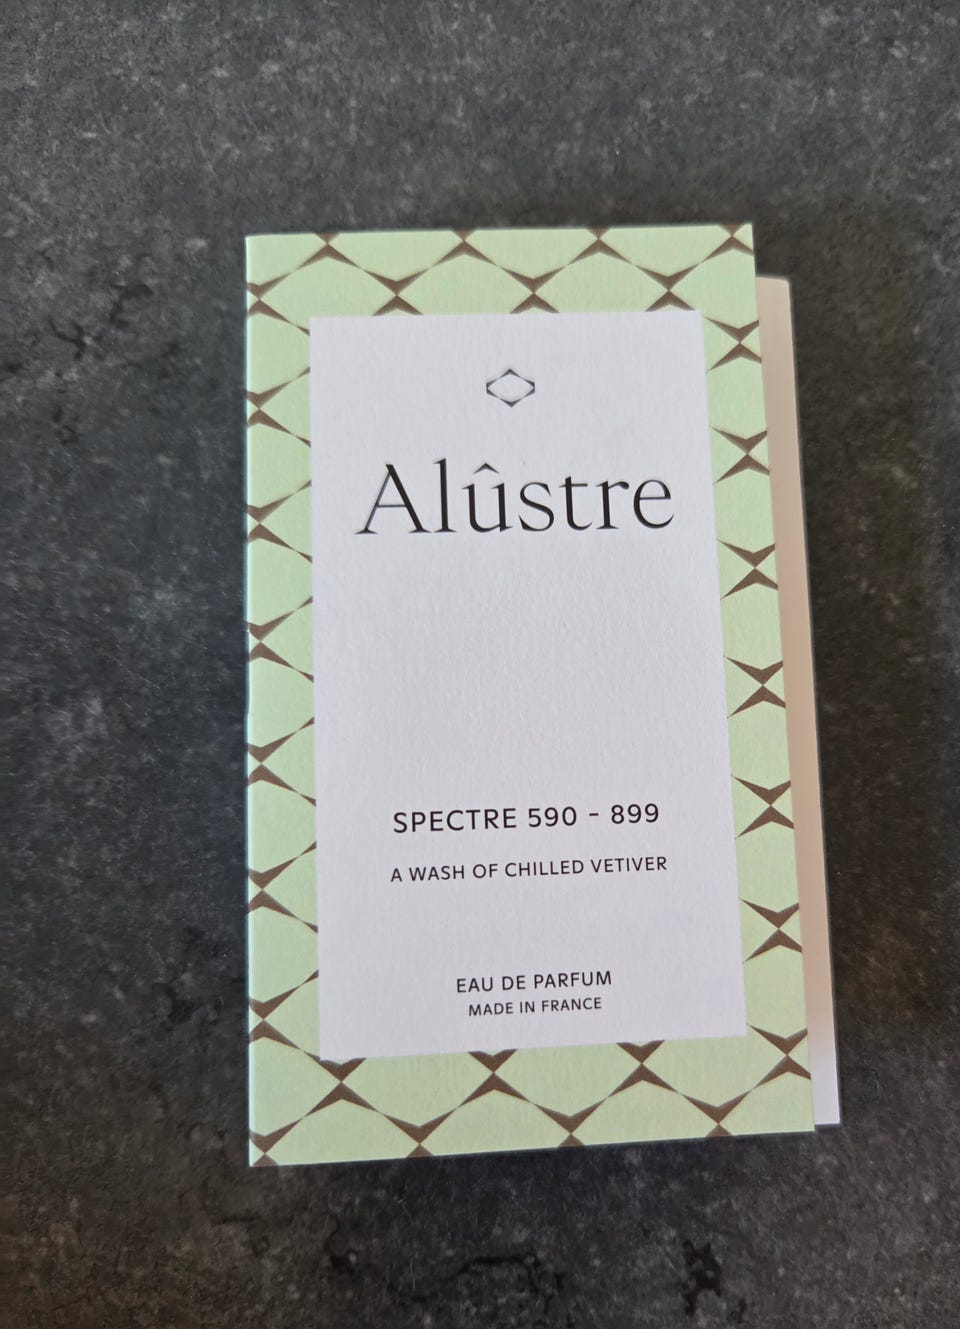 Alûstre
SPECTRE 590 - 899
A WASH OF CHILLED VETIVER
EAU DE PARFUM
MADE IN FRANCE